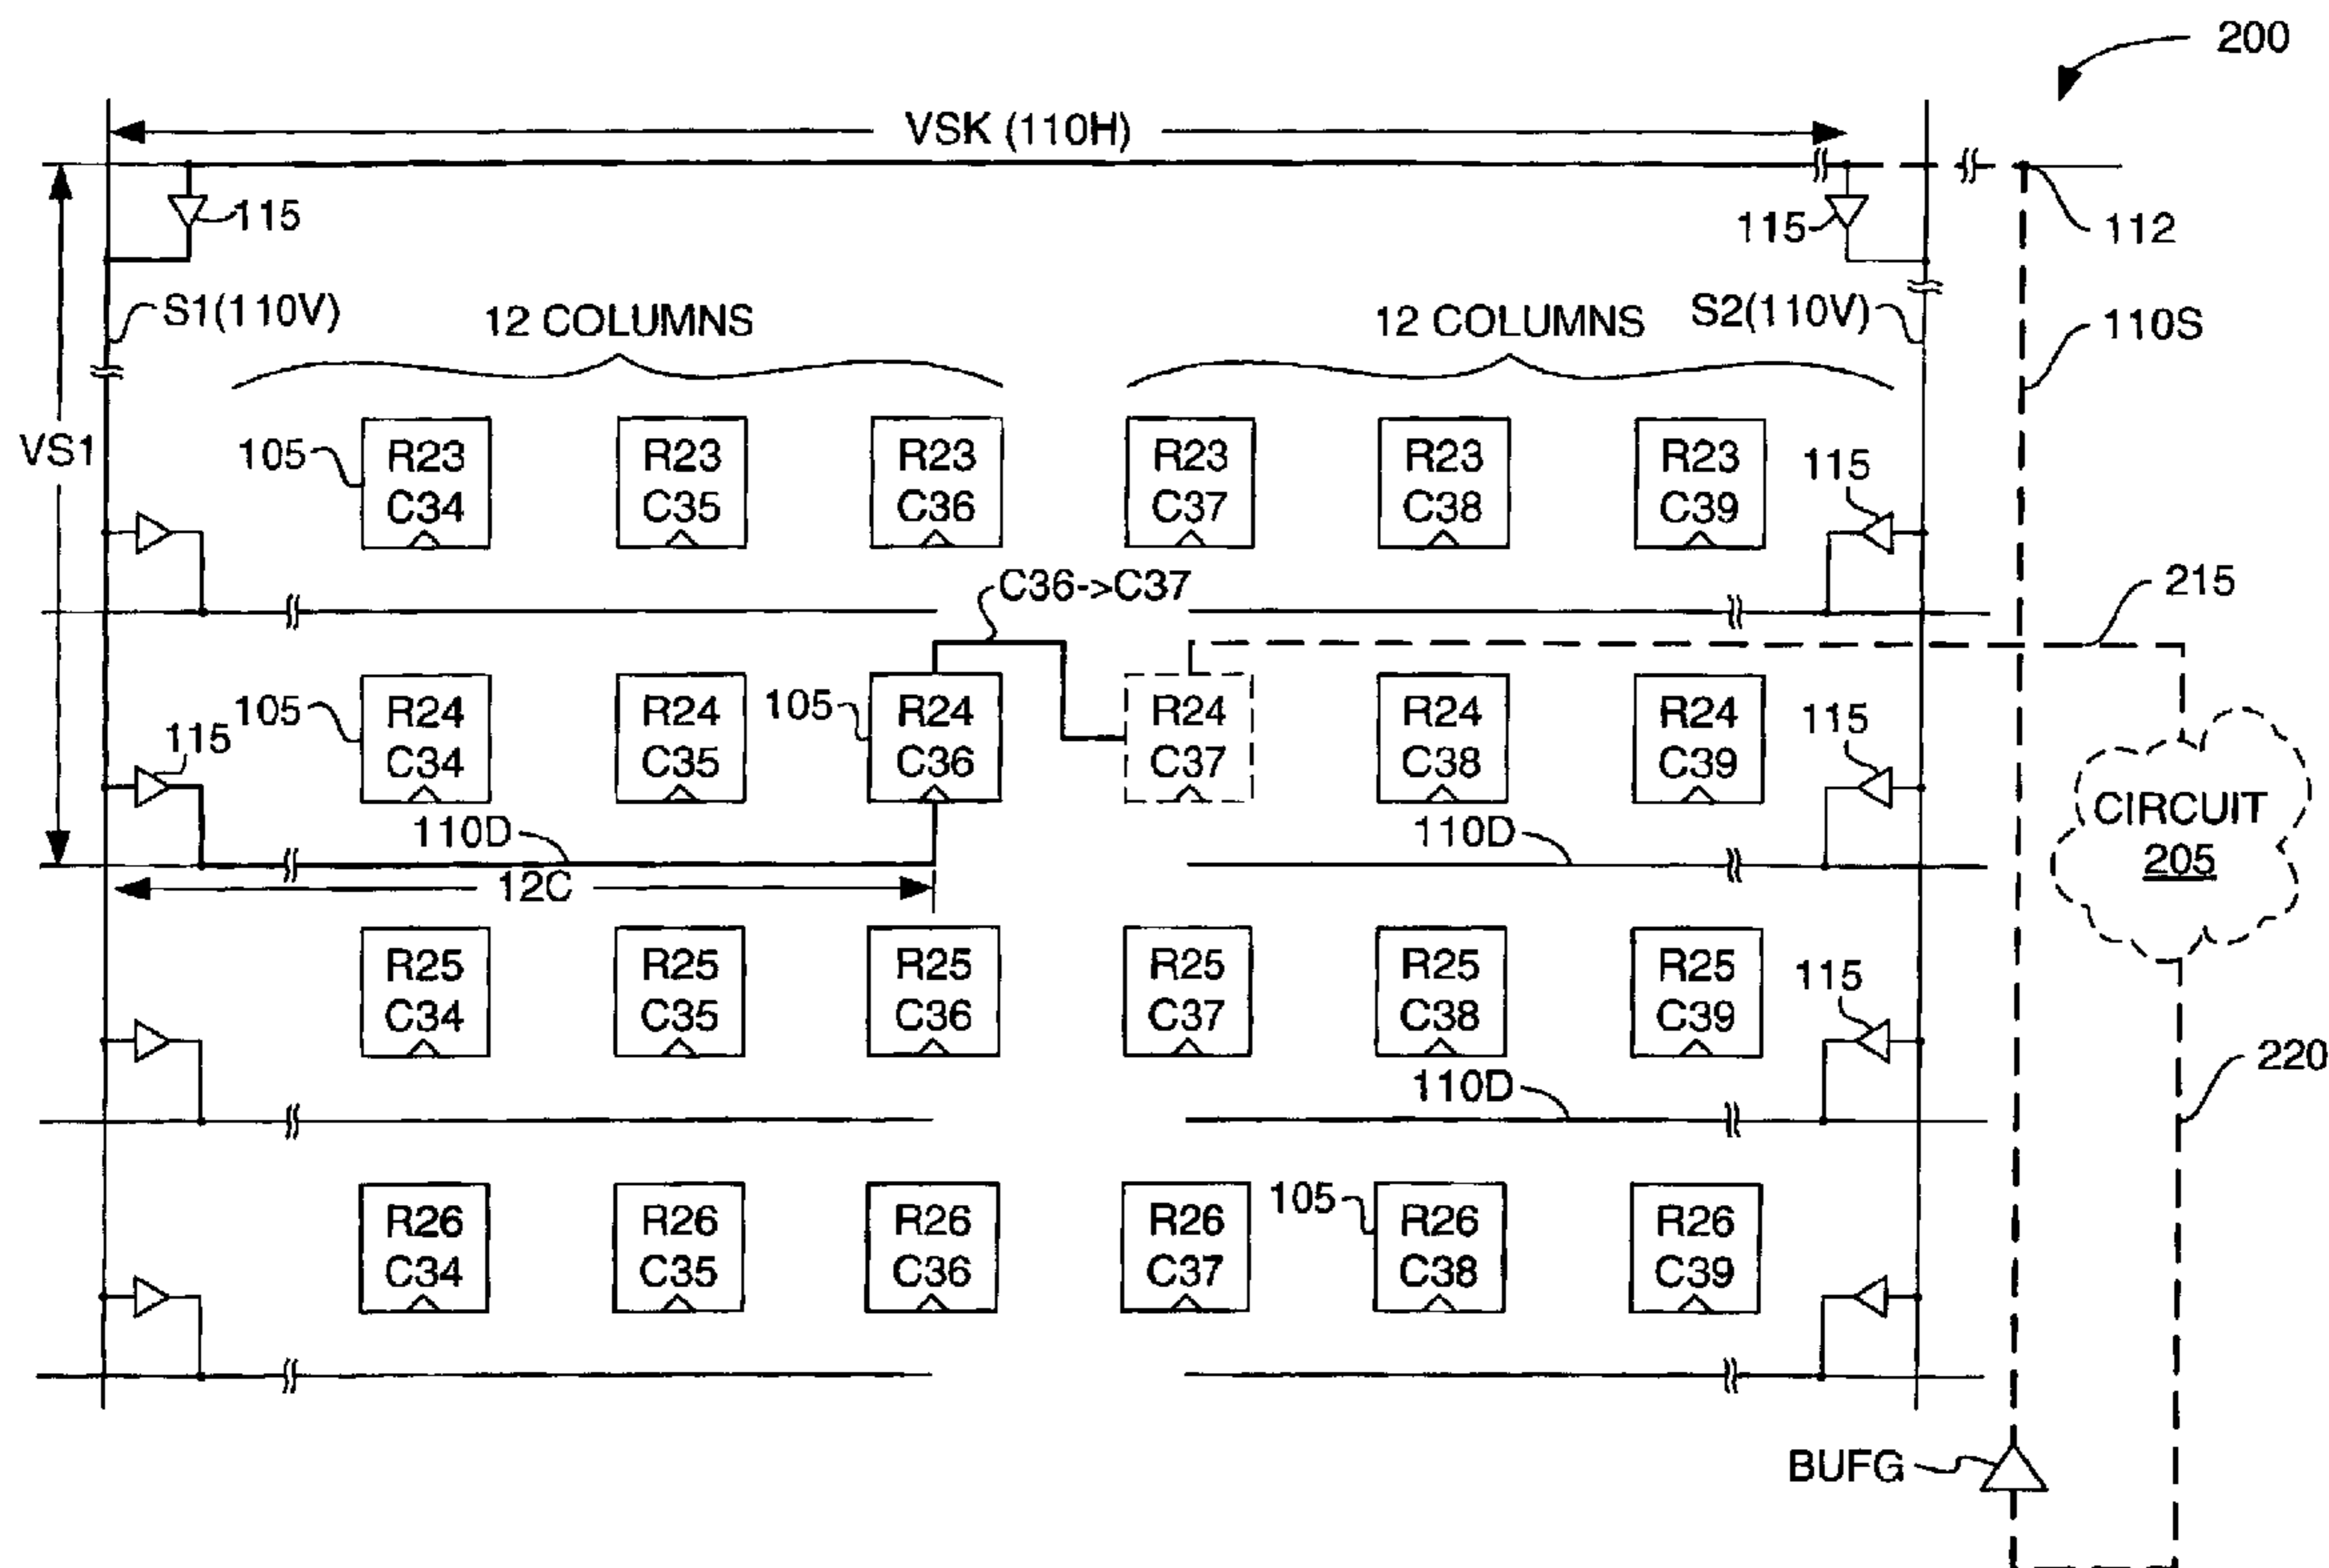 200
VSK (110H)
115
115
112
S1(110V)
12 COLUMNS
12 COLUMNS
S2(110V)
110S
VS1
105
R23
C34
R23
C35
R23
C36
R23
C37
R23
C38
R23
C39
115
C36->C37
215
115
105
R24
C34
R24
C35
105
R24
C36
R24
C37
R24
C38
R24
C39
115
CIRCUIT
205
110D
110D
12C
R25
C34
R25
C35
R25
C36
R25
C37
R25
C38
R25
C39
115
220
110D
R26
C34
R26
C35
R26
C36
R26
C37
105
R26
C38
R26
C39
BUFG